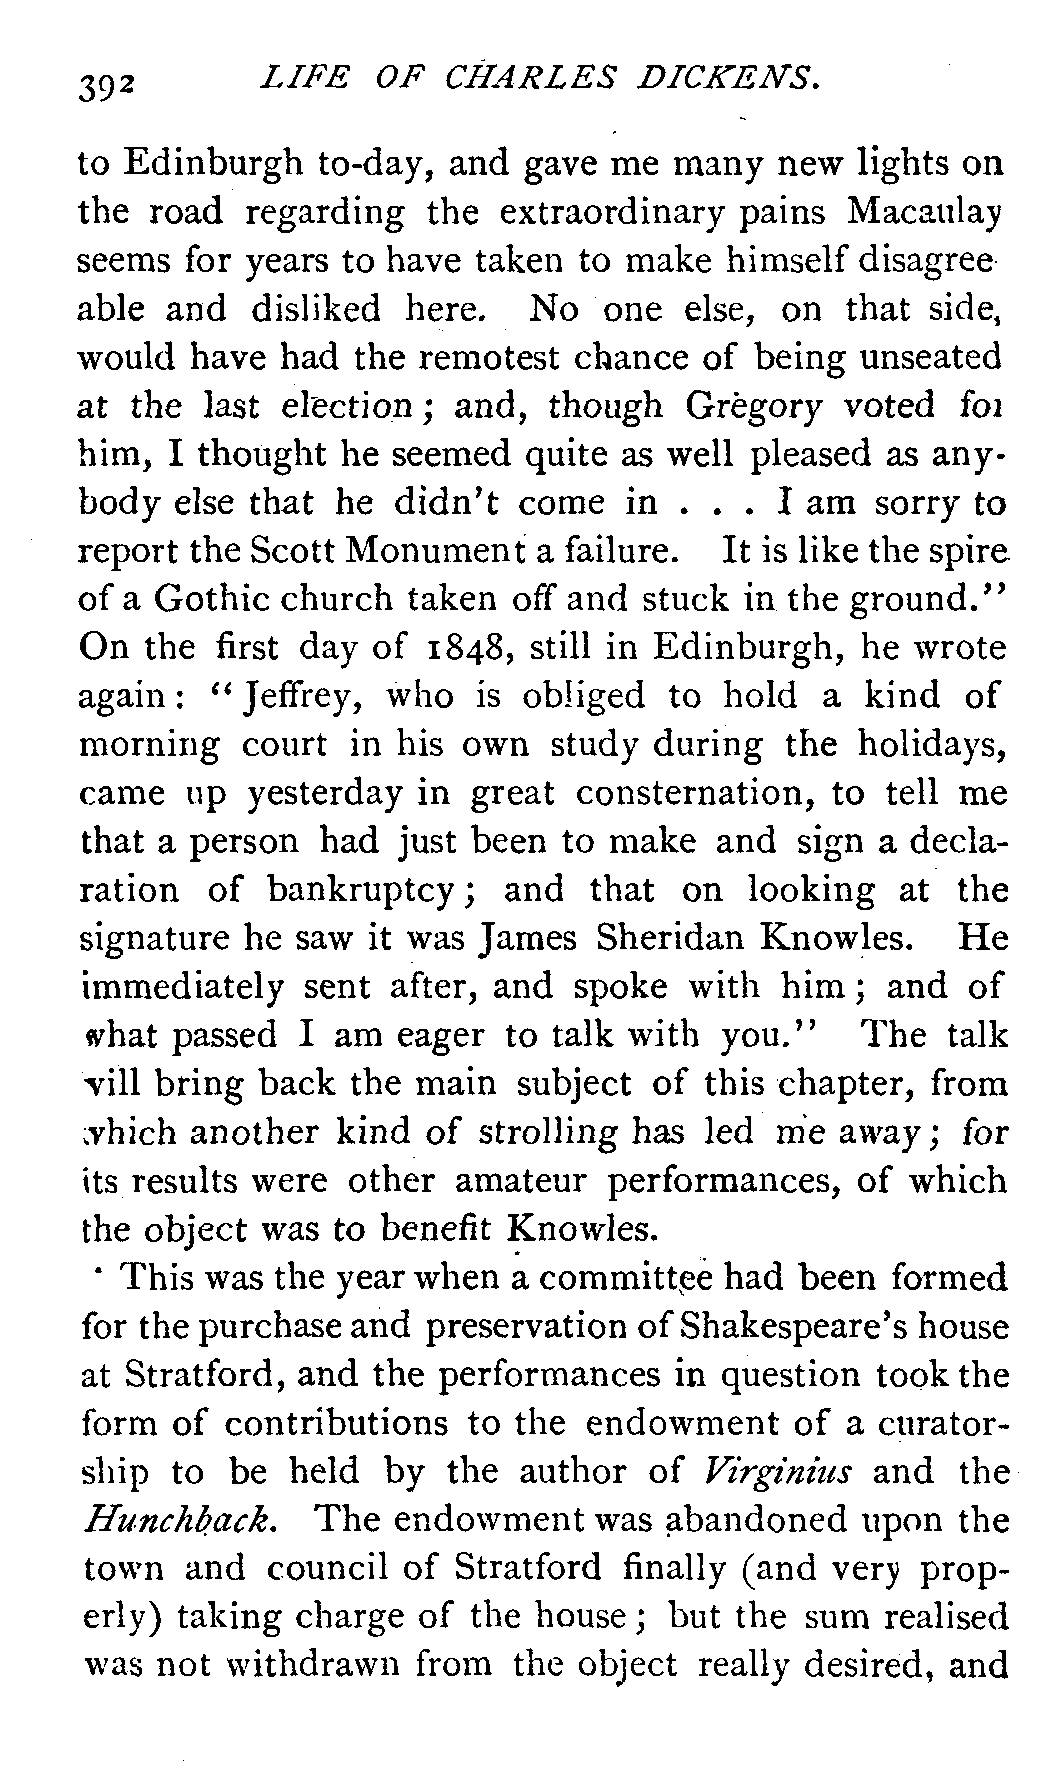 392 LIFE OF CHARLES DICKENS.
to Edinburgh to-day, and gave me many new lights on
the road regarding the extraordinary pains Macaulay
seems for years to have taken to make himself disagree-
able and disliked here. No one else, on that side,
would have had the remotest chance of being unseated
at the last election ; and, though Gregory voted for
him, I thought he seemed quite as well pleased as any-
body else that he didn't come in . . . I am sorry to
report the Scott Monument a failure. It is like the spire
of a Gothic church taken off and stuck in the ground."
On the first day of 1848, still in Edinburgh, he wrote
again : "Jeffrey, who is obliged to hold a kind of
morning court in his own study during the holidays,
came up yesterday in great consternation, to tell me
that a person had just been to make and sign a decla-
ration of bankruptcy ; and that on looking at the
signature he saw it was James Sheridan Knowles. He
immediately sent after, and spoke with him ; and of
what passed I am eager to talk with you." The talk
will bring back the main subject of this chapter, from
which another kind of strolling has led me away ; for
its results were other amateur performances, of which
the object was to benefit Knowles.
This was the year when a committee had been formed
for the purchase and preservation of Shakespeare's house
at Stratford, and the performances in question took the
form of contributions to the endowment of a curator-
ship to be held by the author of Virginius and the
Hunchback. The endowment was abandoned upon the
town and council of Stratford finally (and very prop-
erly) taking charge of the house ; but the sum realised
was not withdrawn from the object really desired, and